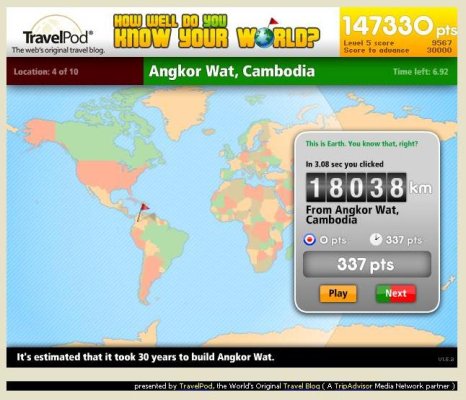 TravelPod
The web's original travel blog.
HOW WELL DO YOU
KNOW YOUR WORLD?
147330 pts
Level 5 score 9567
Score to advance 30000
Location: 4 of 10
Angkor Wat, Cambodia
Time left: 6.92
This is Earth. You know that, right?
In 3.08 sec you clicked
18038 km
From Angkor Wat,
Cambodia
0 pts 337 pts
337 pts
Play Next
It's estimated that it took 30 years to build Angkor Wat.
presented by TravelPod, the World's Original Travel Blog ( A TripAdvisor Media Network partner )